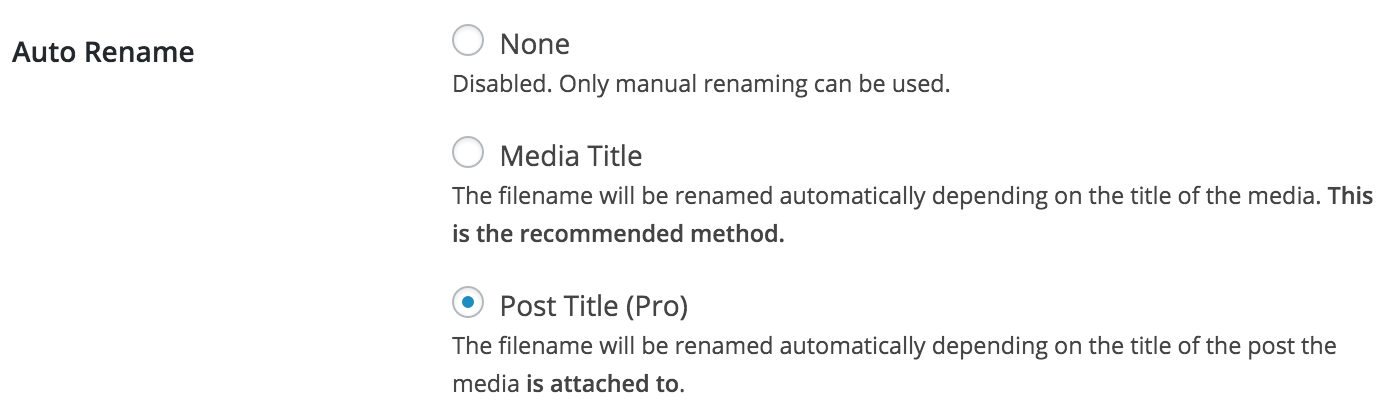 Auto Rename
None
Disabled. Only manual renaming can be used.
Media Title
The filename will be renamed automatically depending on the title of the media. This
is the recommended method.
Post Title (Pro)
The filename will be renamed automatically depending on the title of the post the
media is attached to.